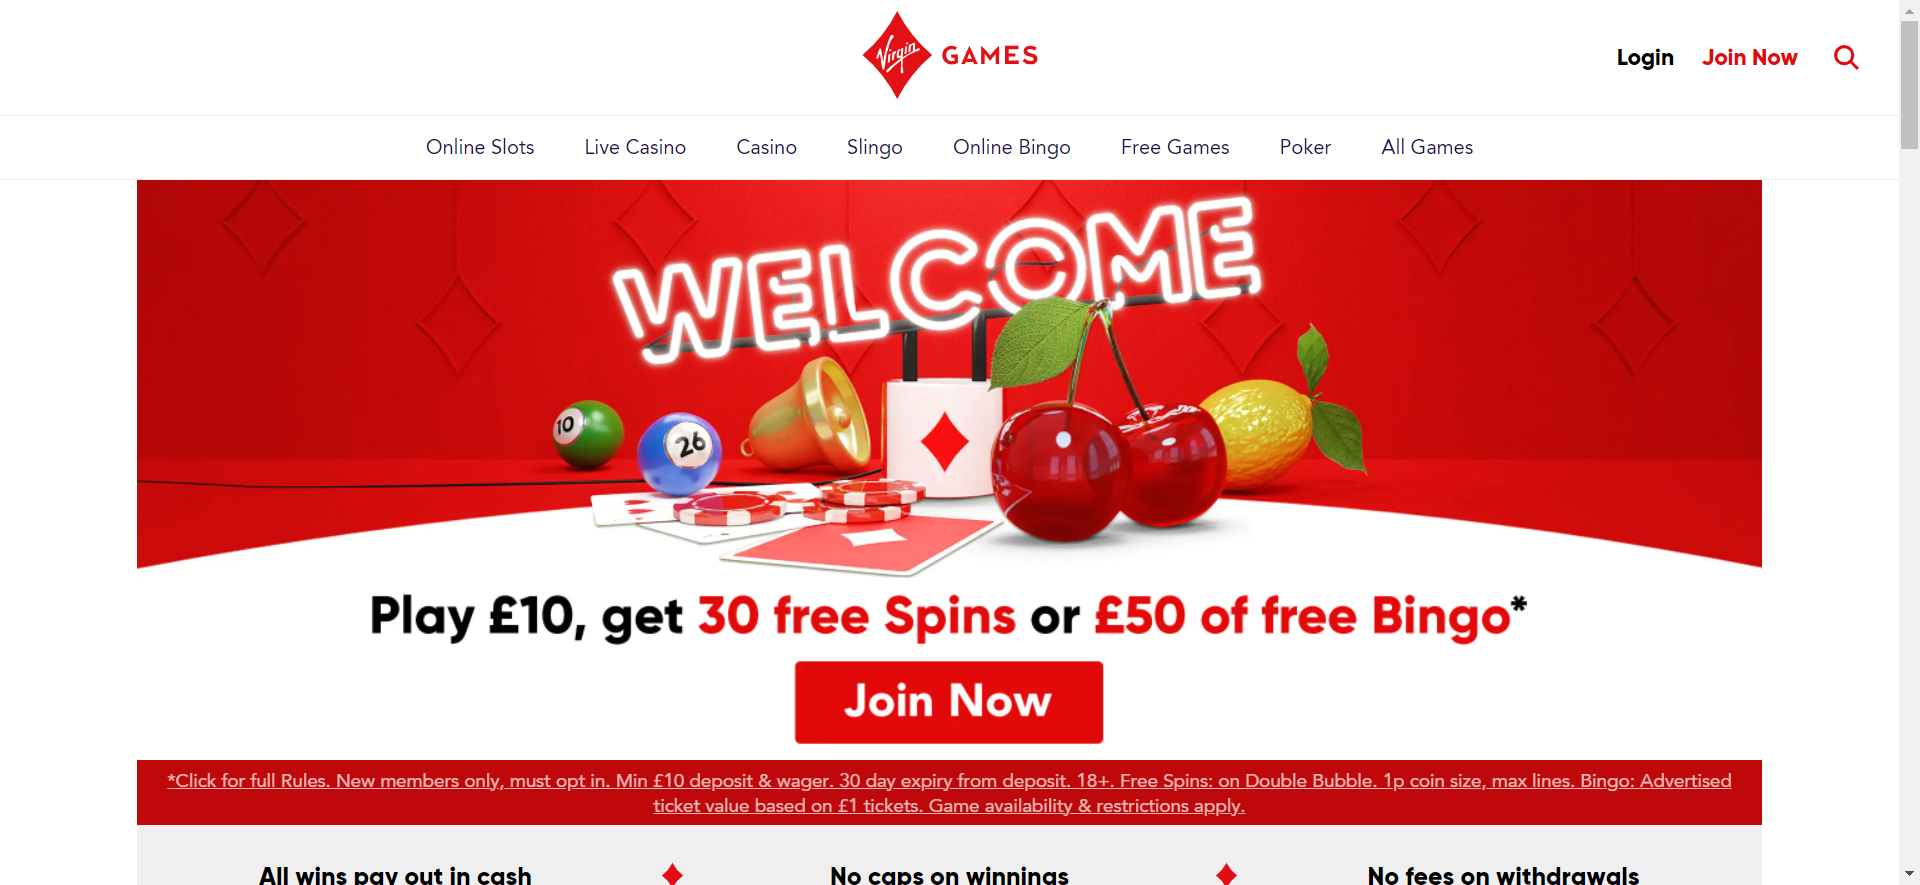 Virgin GAMES
Login Join Now
Online Slots Live Casino Casino Slingo Online Bingo Free Games Poker All Games
WELCOME
10
26
Play £10, get 30 free Spins or £50 of free Bingo*
Join Now
*Click for full Rules. New members only, must opt in. Min £10 deposit & wager. 30 day expiry from deposit. 18+. Free Spins: on Double Bubble. 1p coin size, max lines. Bingo: Advertised
ticket value based on £1 tickets. Game availability & restrictions apply.
All wins pay out in cash No caps on winnings No fees on withdrawals